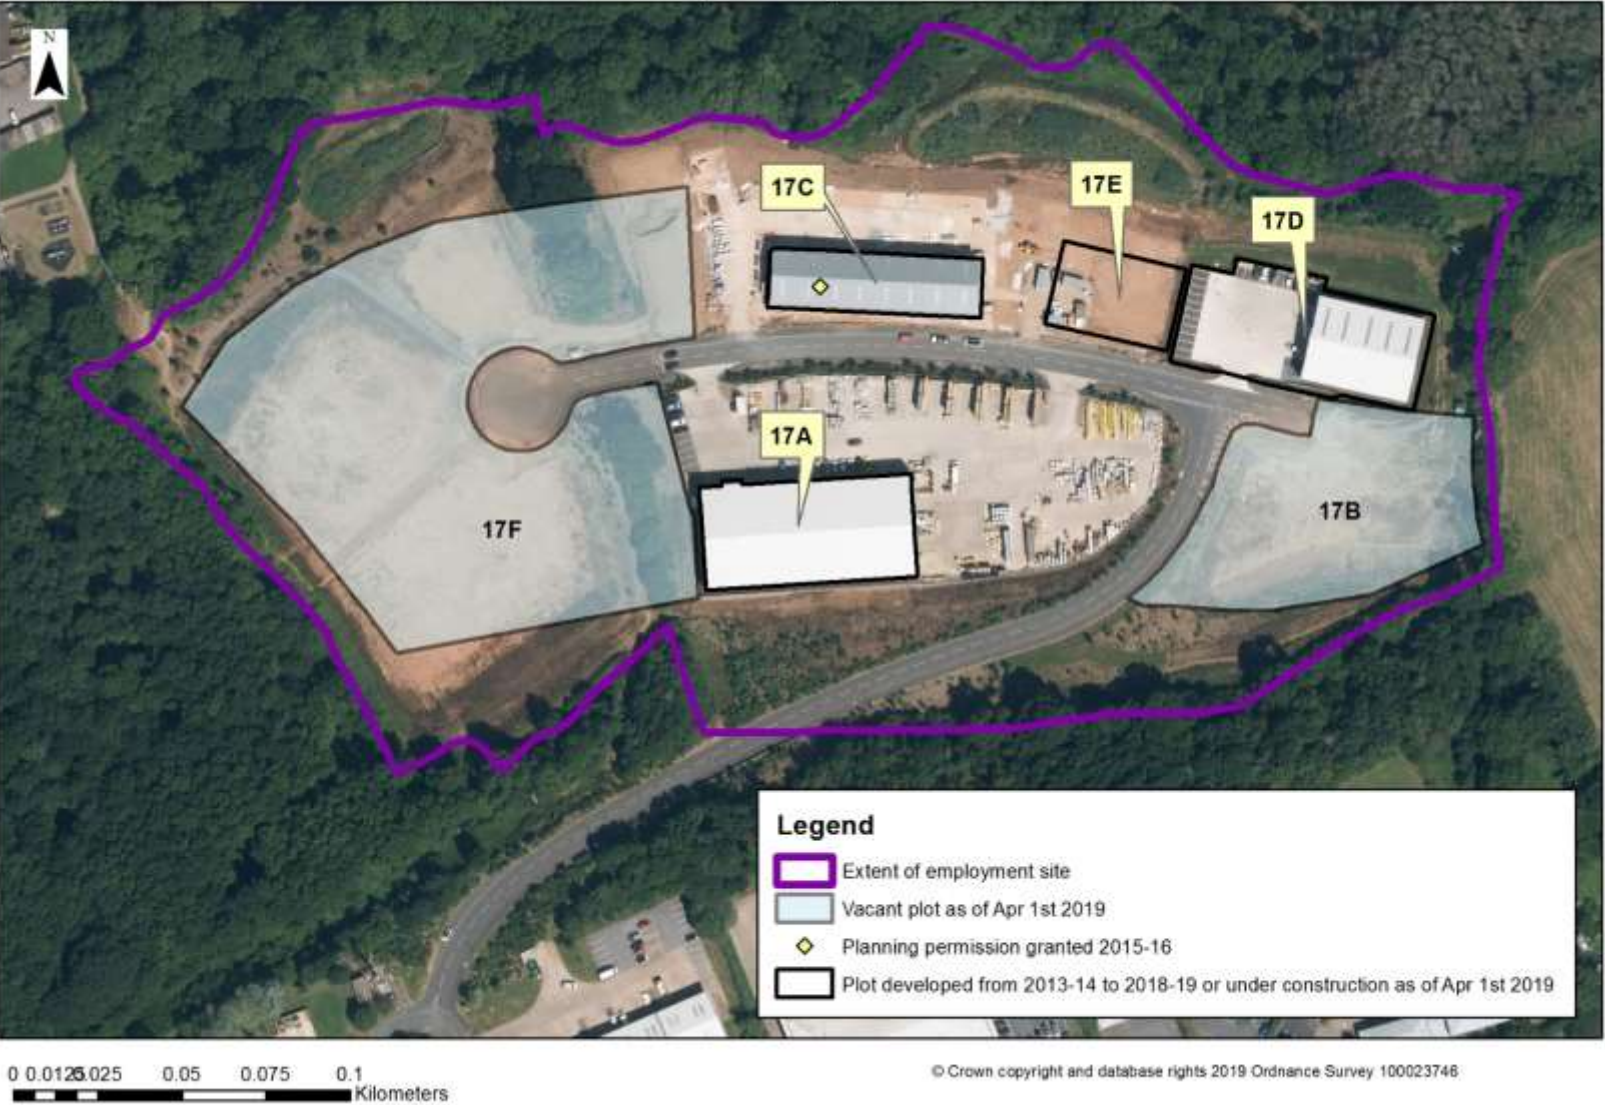 N
17C
17E
17D
17A
17F
17B
Legend
Extent of employment site
Vacant plot as of Apr 1st 2019
Planning permission granted 2015-16
Plot developed from 2013-14 to 2018-19 or under construction as of Apr 1st 2019
0 0.0125 0.025 0.05 0.075 0.1
Kilometers
© Crown copyright and database rights 2019 Ordnance Survey 100023746